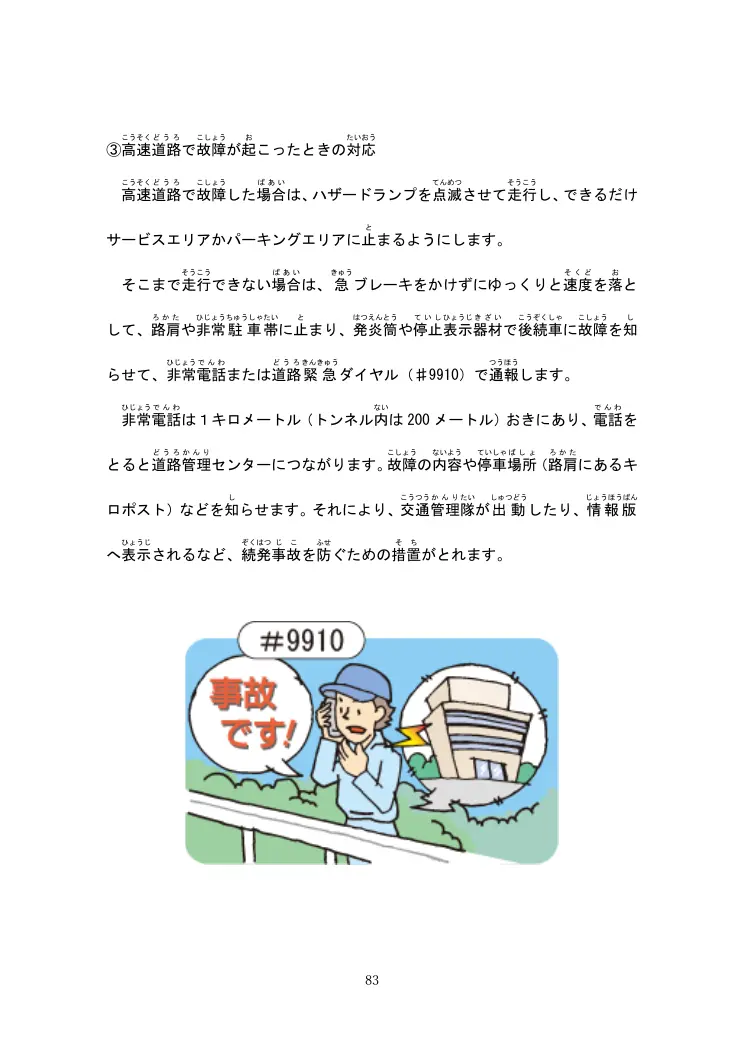 ③高速道路で故障が起こったときの対応
高速道路で故障した場合は、ハザードランプを点滅させて走行し、できるだけ
サービスエリアかパーキングエリアに止まるようにします。
そこまで走行できない場合は、急ブレーキをかけずにゆっくりと速度を落と
して、路肩や非常駐車帯に止まり、発炎筒や停止表示器材で後続車に故障を知
らせて、非常電話または道路緊急ダイヤル（♯9910）で通報します。
非常電話は１キロメートル（トンネル内は200メートル）おきにあり、電話を
とると道路管理センターにつながります。故障の内容や停車場所（路肩にあるキ
ロポスト）などを知らせます。それにより、交通管理隊が出動したり、情報版
へ表示されるなど、続発事故を防ぐための措置がとれます。
♯9910
事故
です!
83